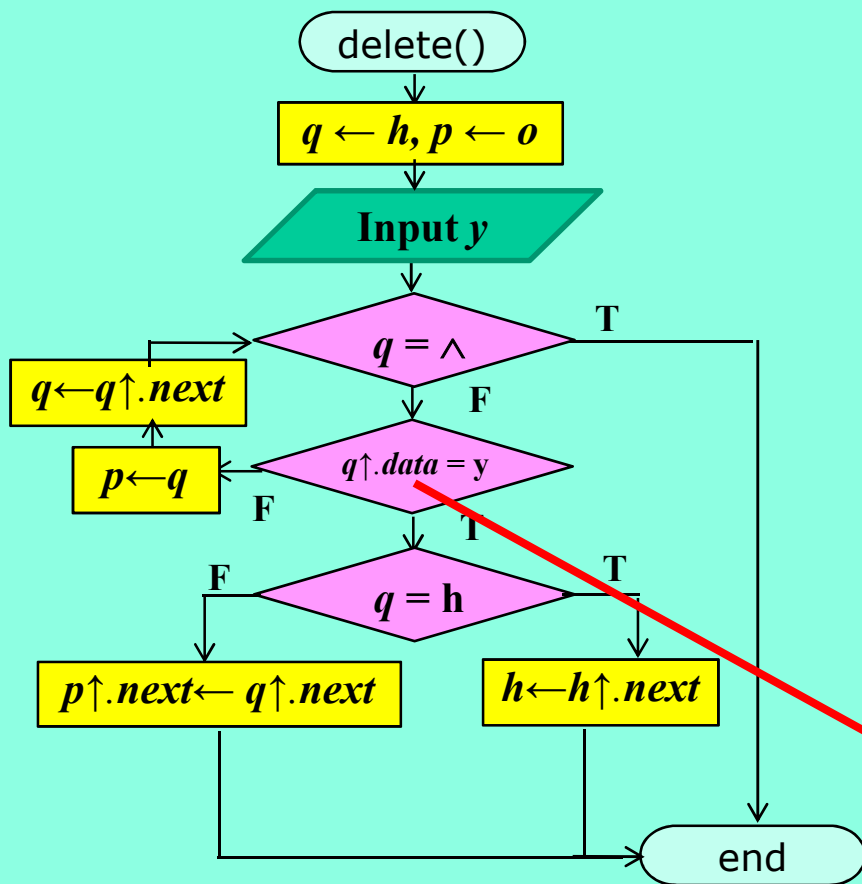 delete()
q ← h, p ← o
Input y
q = ∧
T
F
q←q↑.next
q↑.data = y
p←q
F
T
q = h
F
T
p↑.next← q↑.next
h←h↑.next
end